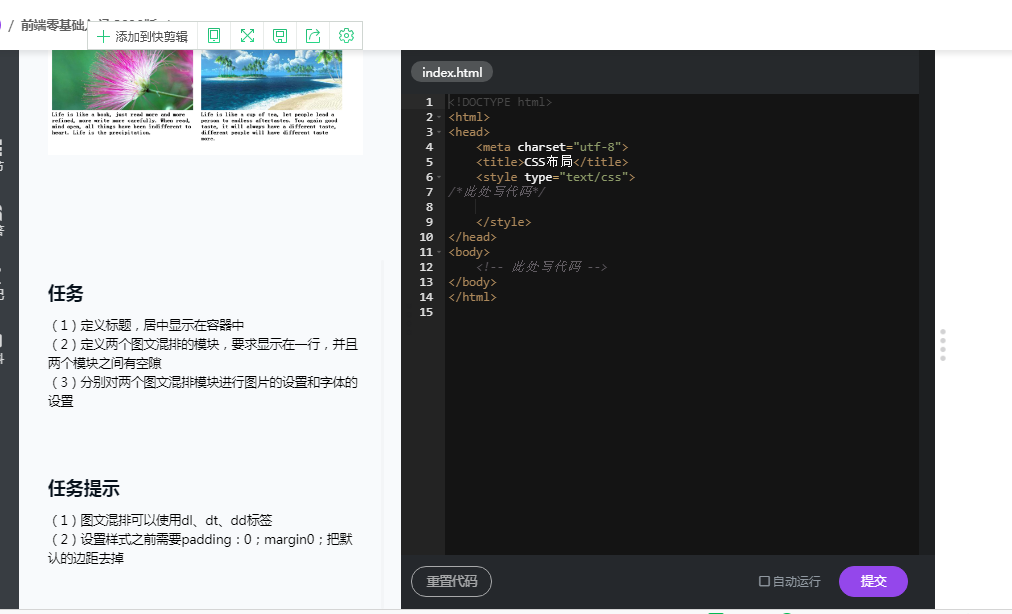 / 前端零基础入
添加到快剪辑
Life is like a book, just read more and more
refined, more write more carefully. When read,
mind open, all things have been indifferent to
heart. Life is the precipitation.
Life is like a cup of tea, let people lead a
person to endless aftertastes. You again good
taste, it will always have a different taste,
different people will have different taste
more.
任务
（1）定义标题，居中显示在容器中
（2）定义两个图文混排的模块，要求显示在一行，并且
两个模块之间有空隙
（3）分别对两个图文混排模块进行图片的设置和字体的
设置
任务提示
（1）图文混排可以使用dl、dt、dd标签
（2）设置样式之前需要padding：0；margin0；把默
认的边距去掉
index.html
1 <!DOCTYPE html>
2 <html>
3 <head>
4 <meta charset="utf-8">
5 <title>CSS布局</title>
6 <style type="text/css">
7 /*此处写代码*/
8
9 </style>
10 </head>
11 <body>
12 <!-- 此处写代码 -->
13 </body>
14 </html>
15
重置代码
自动运行
提交